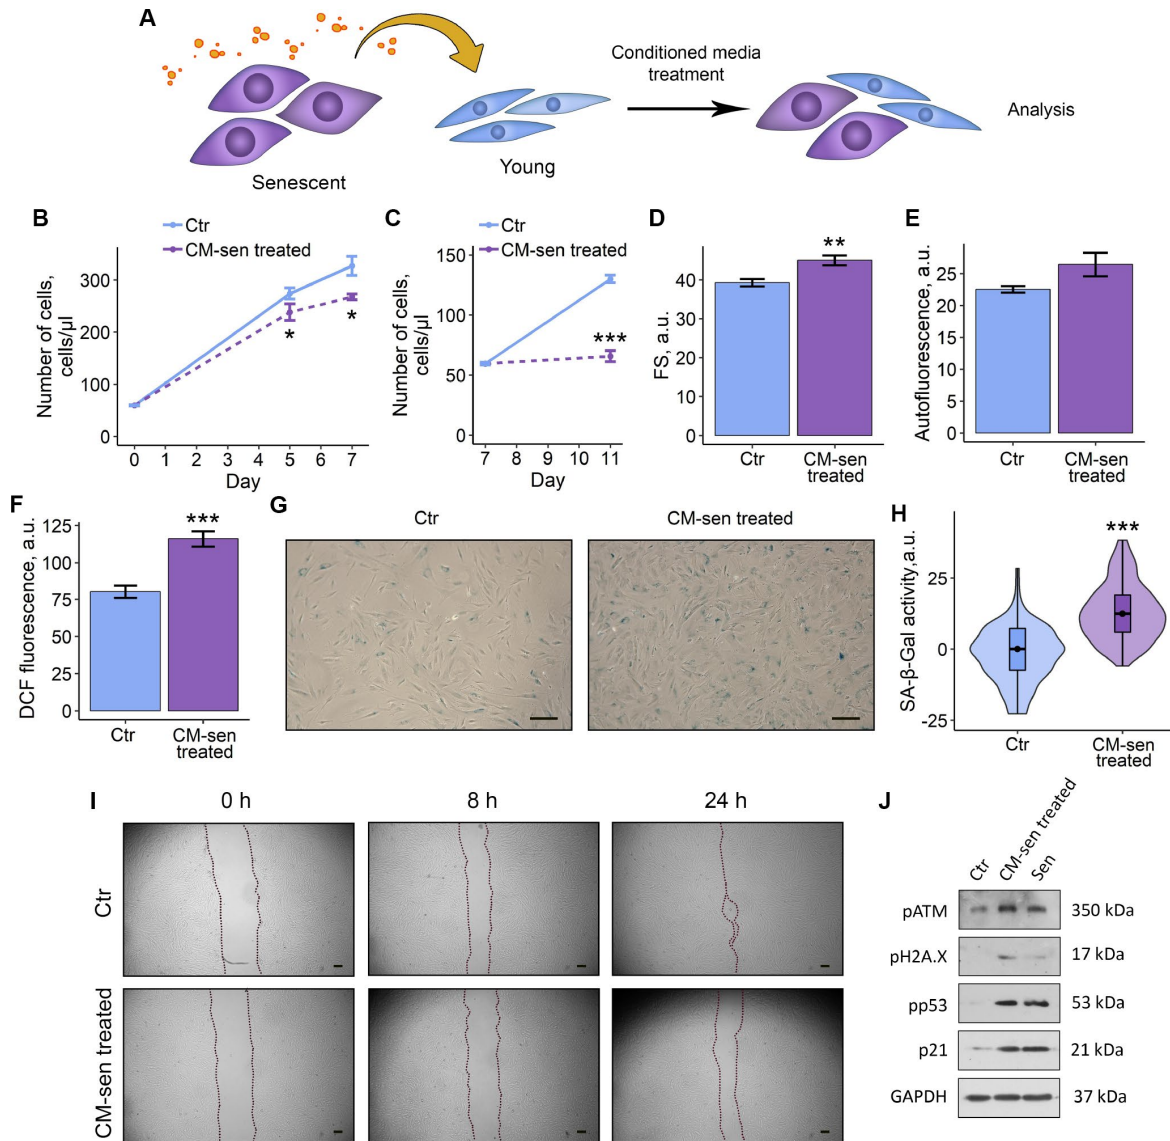 A
Conditioned media
treatment
Analysis
Senescent
Young
B
Ctr
CM-sen treated
Number of cells,
cells/µl
300
200
100
0
0 1 2 3 4 5 6 7
Day
C
Ctr
CM-sen treated
Number of cells,
cells/µl
150
100
50
0
7 8 9 10 11
Day
*
*
***
D
FS, a.u.
40
20
0
**
Ctr
CM-sen
treated
E
Autofluorescence, a.u.
25
20
15
10
5
0
Ctr
CM-sen
treated
F
DCF fluorescence, a.u.
125
100
75
50
25
0
***
Ctr
CM-sen
treated
G
Ctr
CM-sen treated
H
SA-β-Gal activity,a.u.
25
0
-25
***
Ctr
CM-sen
treated
I
0 h
8 h
24 h
Ctr
CM-sen treated
J
Ctr
CM-sen treated
Sen
pATM
350 kDa
pH2A.X
17 kDa
pp53
53 kDa
p21
21 kDa
GAPDH
37 kDa